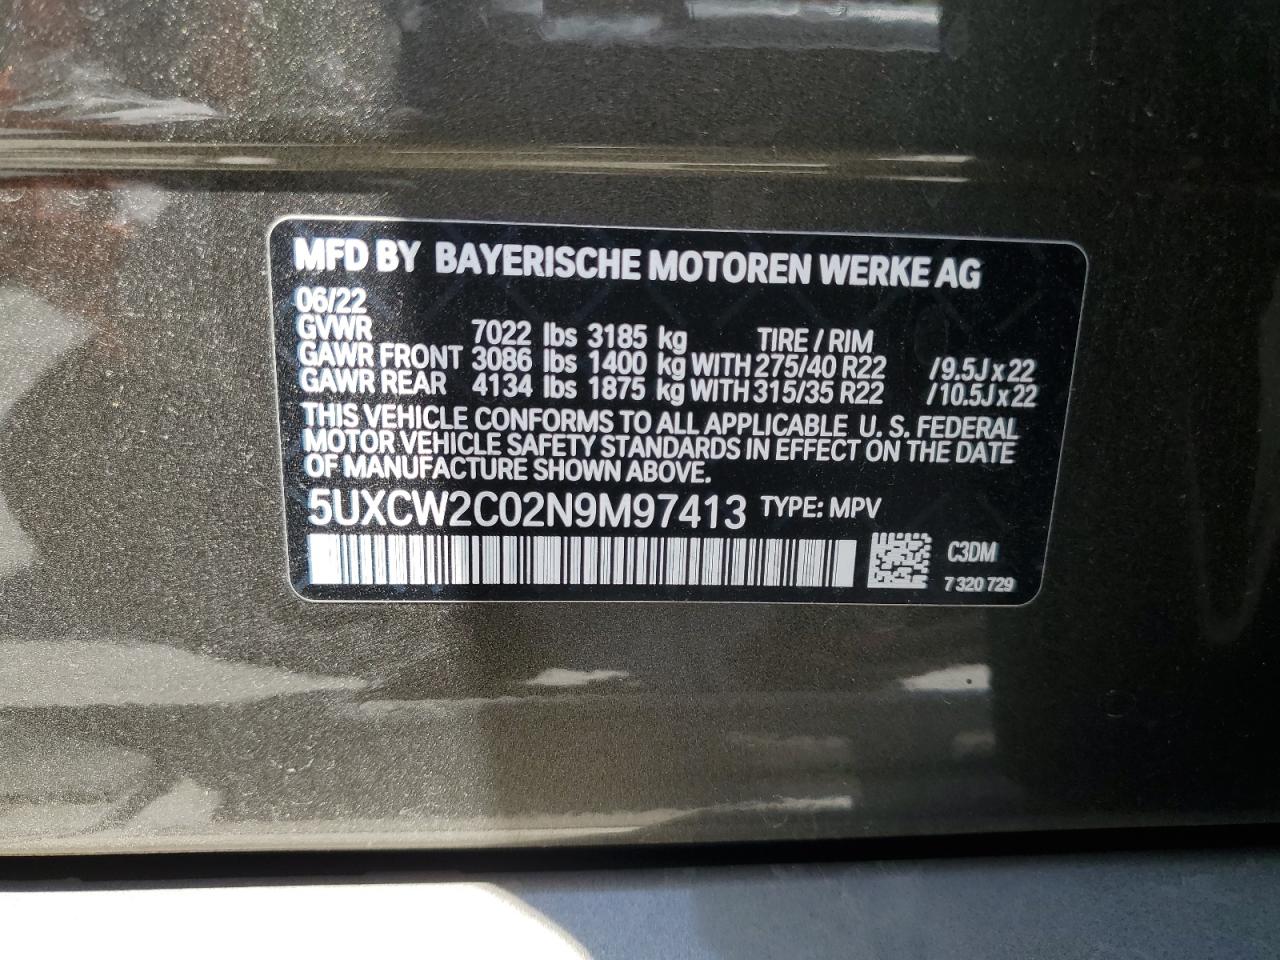 MFD BY BAYERISCHE MOTOREN WERKE AG
06/22
GVWR 7022 lbs 3185 kg TIRE / RIM
GAWR FRONT 3086 lbs 1400 kg WITH 275/40 R22 /9.5J x 22
GAWR REAR 4134 lbs 1875 kg WITH 315/35 R22 /10.5J x 22
THIS VEHICLE CONFORMS TO ALL APPLICABLE U. S. FEDERAL
MOTOR VEHICLE SAFETY STANDARDS IN EFFECT ON THE DATE
OF MANUFACTURE SHOWN ABOVE.
5UXCW2C02N9M97413 TYPE: MPV
C3DM
7 320 729